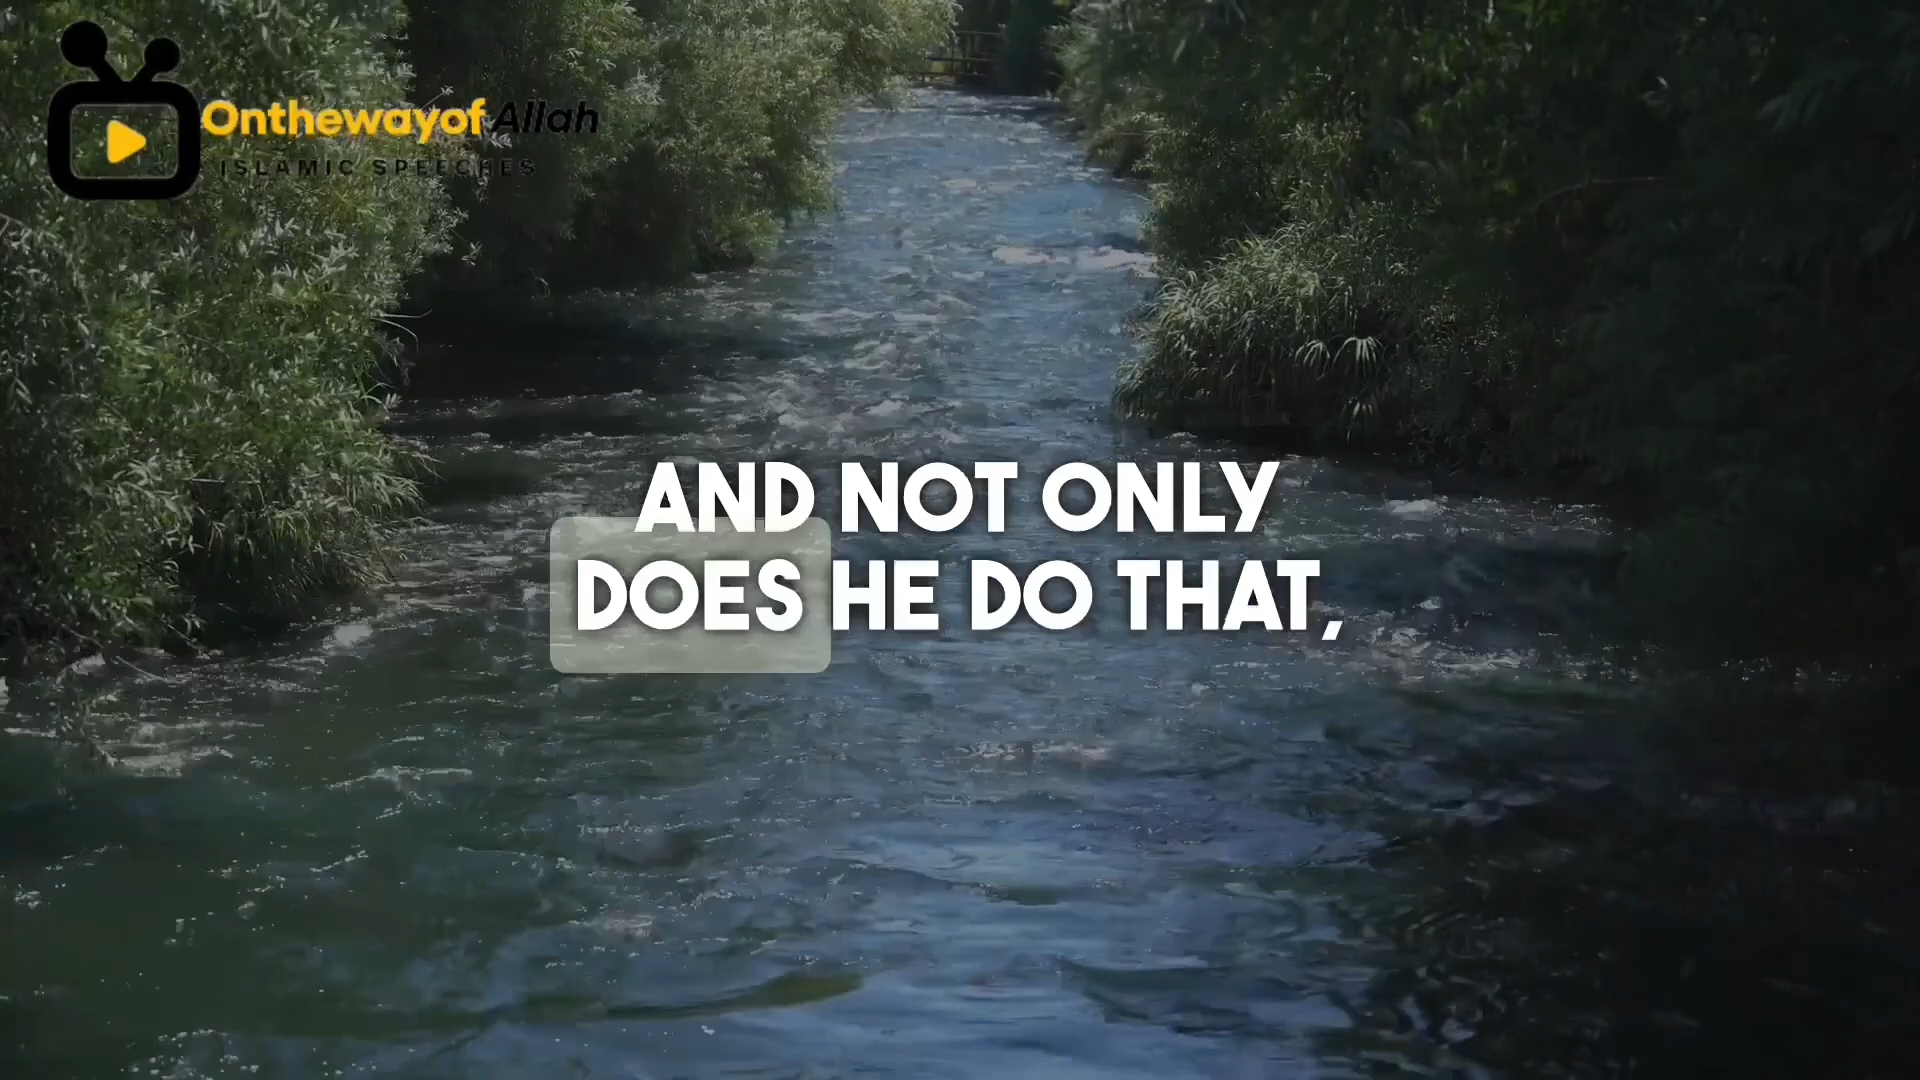 Onthewayof Allah
ISLAMIC SPEECHES
AND NOT ONLY
DOES HE DO THAT,